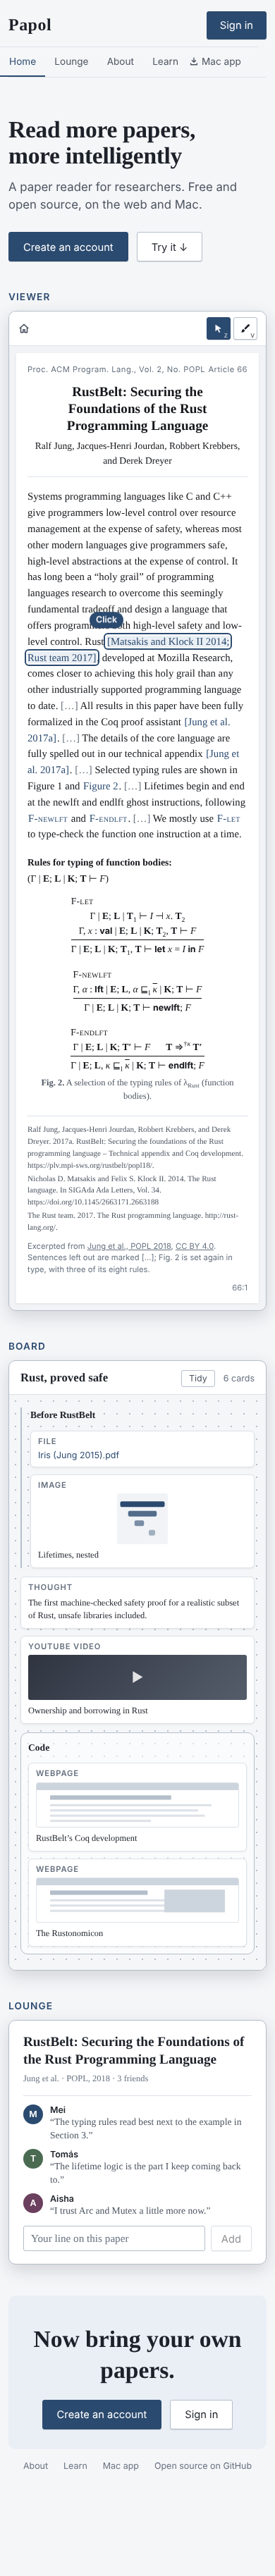 Papol
Sign in
Home Lounge About Learn Mac app
Read more papers,
more intelligently
A paper reader for researchers. Free and
open source, on the web and Mac.
Create an account Try it ↓
VIEWER
Z V
Proc. ACM Program. Lang., Vol. 2, No. POPL Article 66
RustBelt: Securing the
Foundations of the Rust
Programming Language
Ralf Jung, Jacques-Henri Jourdan, Robbert Krebbers,
and Derek Dreyer
Systems programming languages like C and C++
give programmers low-level control over resource
management at the expense of safety, whereas most
other modern languages give programmers safe,
high-level abstractions at the expense of control. It
has long been a “holy grail” of programming
languages research to overcome this seemingly
fundamental tradeoff and design a language that
Click
offers programmers both high-level safety and low-
level control. Rust [Matsakis and Klock II 2014;
Rust team 2017], developed at Mozilla Research,
comes closer to achieving this holy grail than any
other industrially supported programming language
to date. […] All results in this paper have been fully
formalized in the Coq proof assistant [Jung et al.
2017a]. […] The details of the core language are
fully spelled out in our technical appendix [Jung et
al. 2017a]. […] Selected typing rules are shown in
Figure 1 and Figure 2. […] Lifetimes begin and end
at the newlft and endlft ghost instructions, following
F-NEWLFT and F-ENDLFT. […] We mostly use F-LET
to type-check the function one instruction at a time.
Rules for typing of function bodies:
(Γ | E; L | K; T ⊢ F)
F-LET
Γ | E; L | T1 ⊢ I ⊣ x. T2
Γ, x : val | E; L | K; T2, T ⊢ F
Γ | E; L | K; T1, T ⊢ let x = I in F
F-NEWLFT
Γ, α : lft | E; L, α ⊑l κ | K; T ⊢ F
Γ | E; L | K; T ⊢ newlft; F
F-ENDLFT
Γ | E; L | K; T′ ⊢ F T ⇒†κ T′
Γ | E; L, κ ⊑l κ | K; T ⊢ endlft; F
Fig. 2. A selection of the typing rules of λRust (function
bodies).
Ralf Jung, Jacques-Henri Jourdan, Robbert Krebbers, and Derek
Dreyer. 2017a. RustBelt: Securing the foundations of the Rust
programming language – Technical appendix and Coq development.
https://plv.mpi-sws.org/rustbelt/popl18/.
Nicholas D. Matsakis and Felix S. Klock II. 2014. The Rust
language. In SIGAda Ada Letters, Vol. 34.
https://doi.org/10.1145/2663171.2663188
The Rust team. 2017. The Rust programming language. http://rust-
lang.org/.
Excerpted from Jung et al., POPL 2018, CC BY 4.0.
Sentences left out are marked […]; Fig. 2 is set again in
type, with three of its eight rules.
66:1
BOARD
Rust, proved safe Tidy 6 cards
Before RustBelt
FILE
Iris (Jung 2015).pdf
IMAGE
Lifetimes, nested
THOUGHT
The first machine-checked safety proof for a realistic subset
of Rust, unsafe libraries included.
YOUTUBE VIDEO
Ownership and borrowing in Rust
Code
WEBPAGE
RustBelt’s Coq development
WEBPAGE
The Rustonomicon
LOUNGE
RustBelt: Securing the Foundations of
the Rust Programming Language
Jung et al. · POPL, 2018 · 3 friends
M Mei
“The typing rules read best next to the example in
Section 3.”
T Tomás
“The lifetime logic is the part I keep coming back
to.”
A Aisha
“I trust Arc and Mutex a little more now.”
Your line on this paper Add
Now bring your own
papers.
Create an account Sign in
About Learn Mac app Open source on GitHub